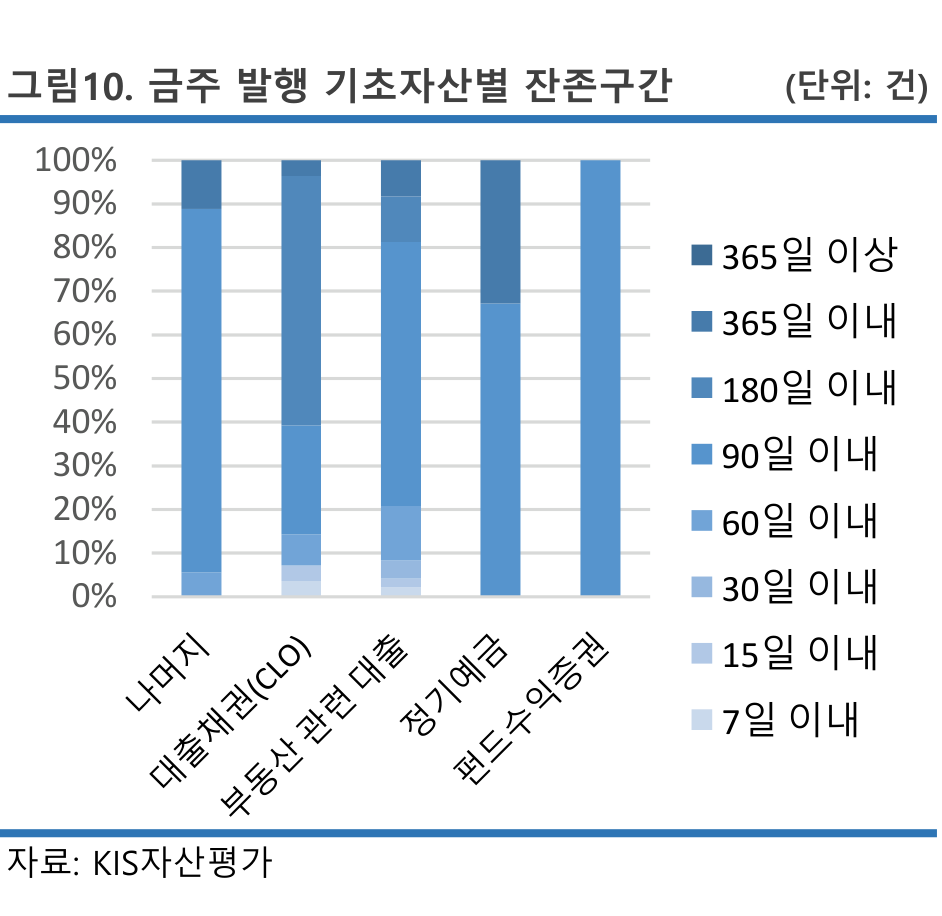 그림10. 금주 발행 기초자산별 잔존구간 (단위: 건)
100%
90%
80%
70%
60%
50%
40%
30%
20%
10%
0%
나머지
대출채권(CLO)
부동산 관련 대출
정기예금
펀드수익증권
365일 이상
365일 이내
180일 이내
90일 이내
60일 이내
30일 이내
15일 이내
7일 이내
자료: KIS자산평가